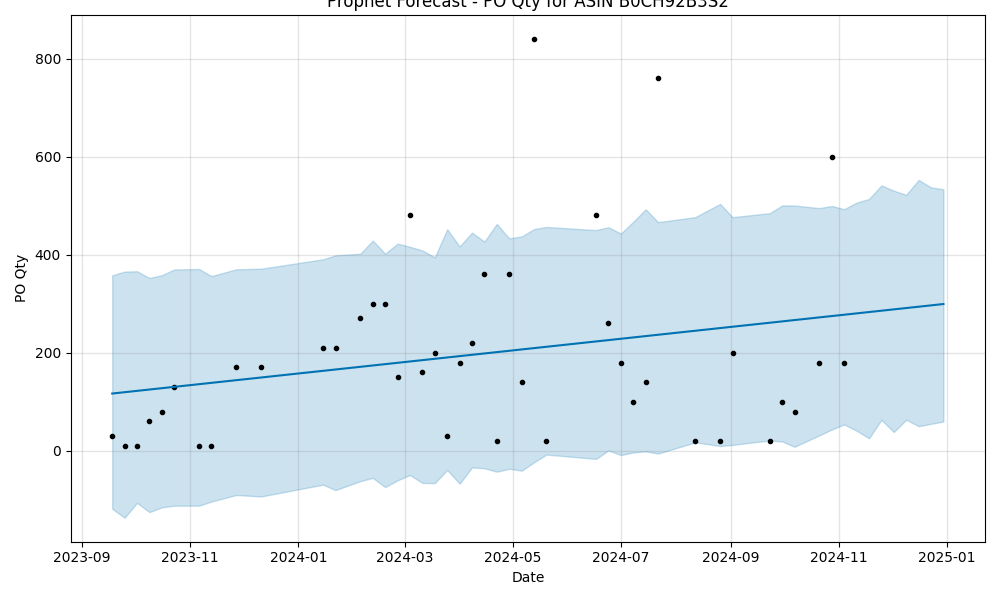 Prophet Forecast - PO Qty for ASIN B0CH92B3S2
800
600
400
200
0
PO Qty
2023-09 2023-11 2024-01 2024-03 2024-05 2024-07 2024-09 2024-11 2025-01
Date